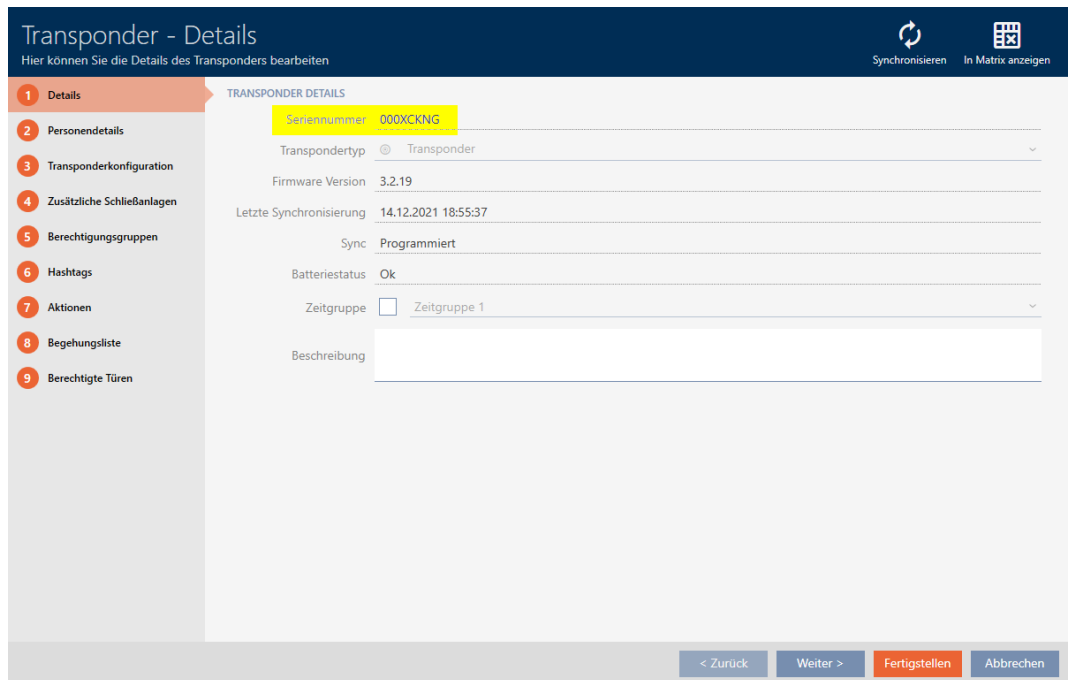 Transponder - Details
Hier können Sie die Details des Transponders bearbeiten
Synchronisieren
In Matrix anzeigen
1 Details
2 Personendetails
3 Transponderkonfiguration
4 Zusätzliche Schließanlagen
5 Berechtigungsgruppen
6 Hashtags
7 Aktionen
8 Begehungsliste
9 Berechtigte Türen
TRANSPONDER DETAILS
Seriennummer 000XCKNG
Transpondertyp Transponder
Firmware Version 3.2.19
Letzte Synchronisierung 14.12.2021 18:55:37
Sync Programmiert
Batteriestatus Ok
Zeitgruppe Zeitgruppe 1
Beschreibung
< Zurück Weiter > Fertigstellen Abbrechen